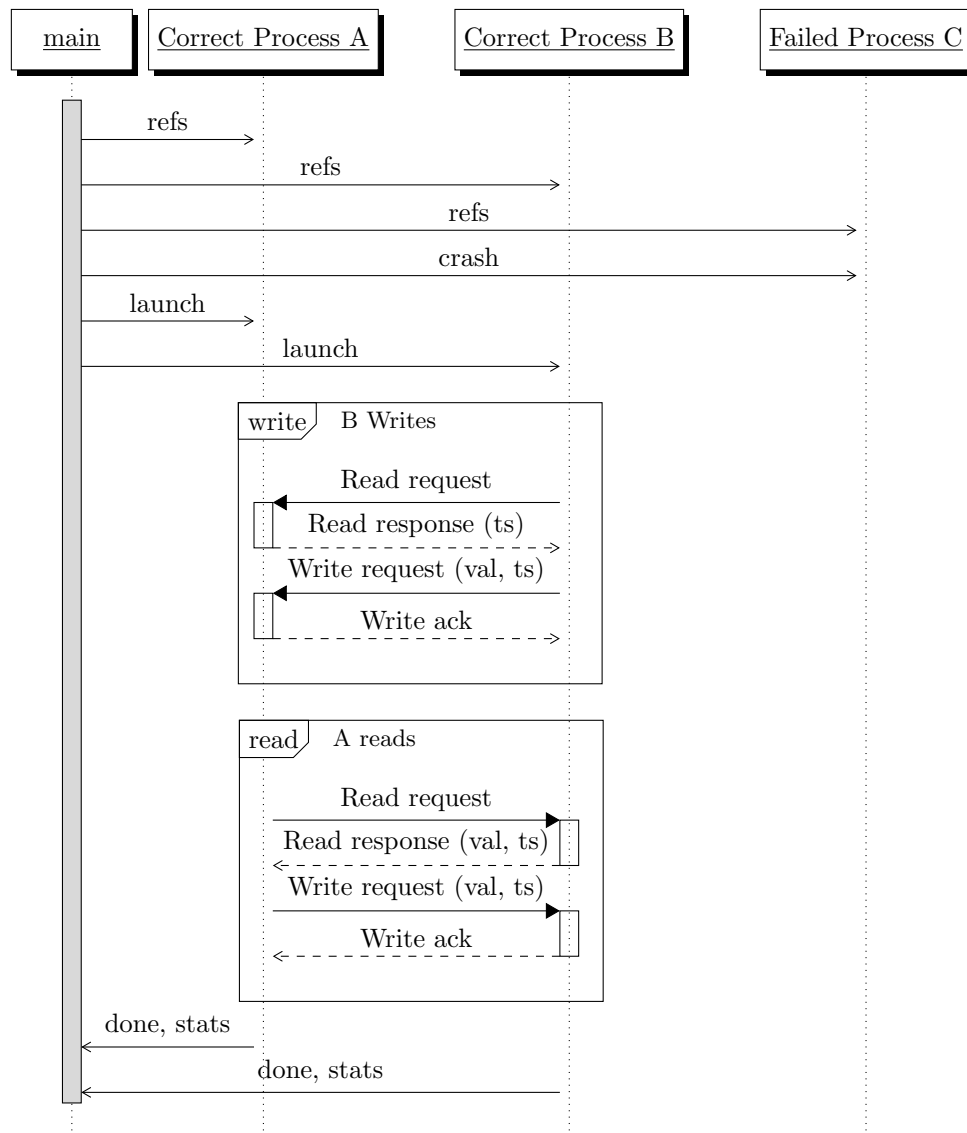 main
Correct Process A
Correct Process B
Failed Process C
refs
refs
refs
crash
launch
launch
write
B Writes
Read request
Read response (ts)
Write request (val, ts)
Write ack
read
A reads
Read request
Read response (val, ts)
Write request (val, ts)
Write ack
done, stats
done, stats